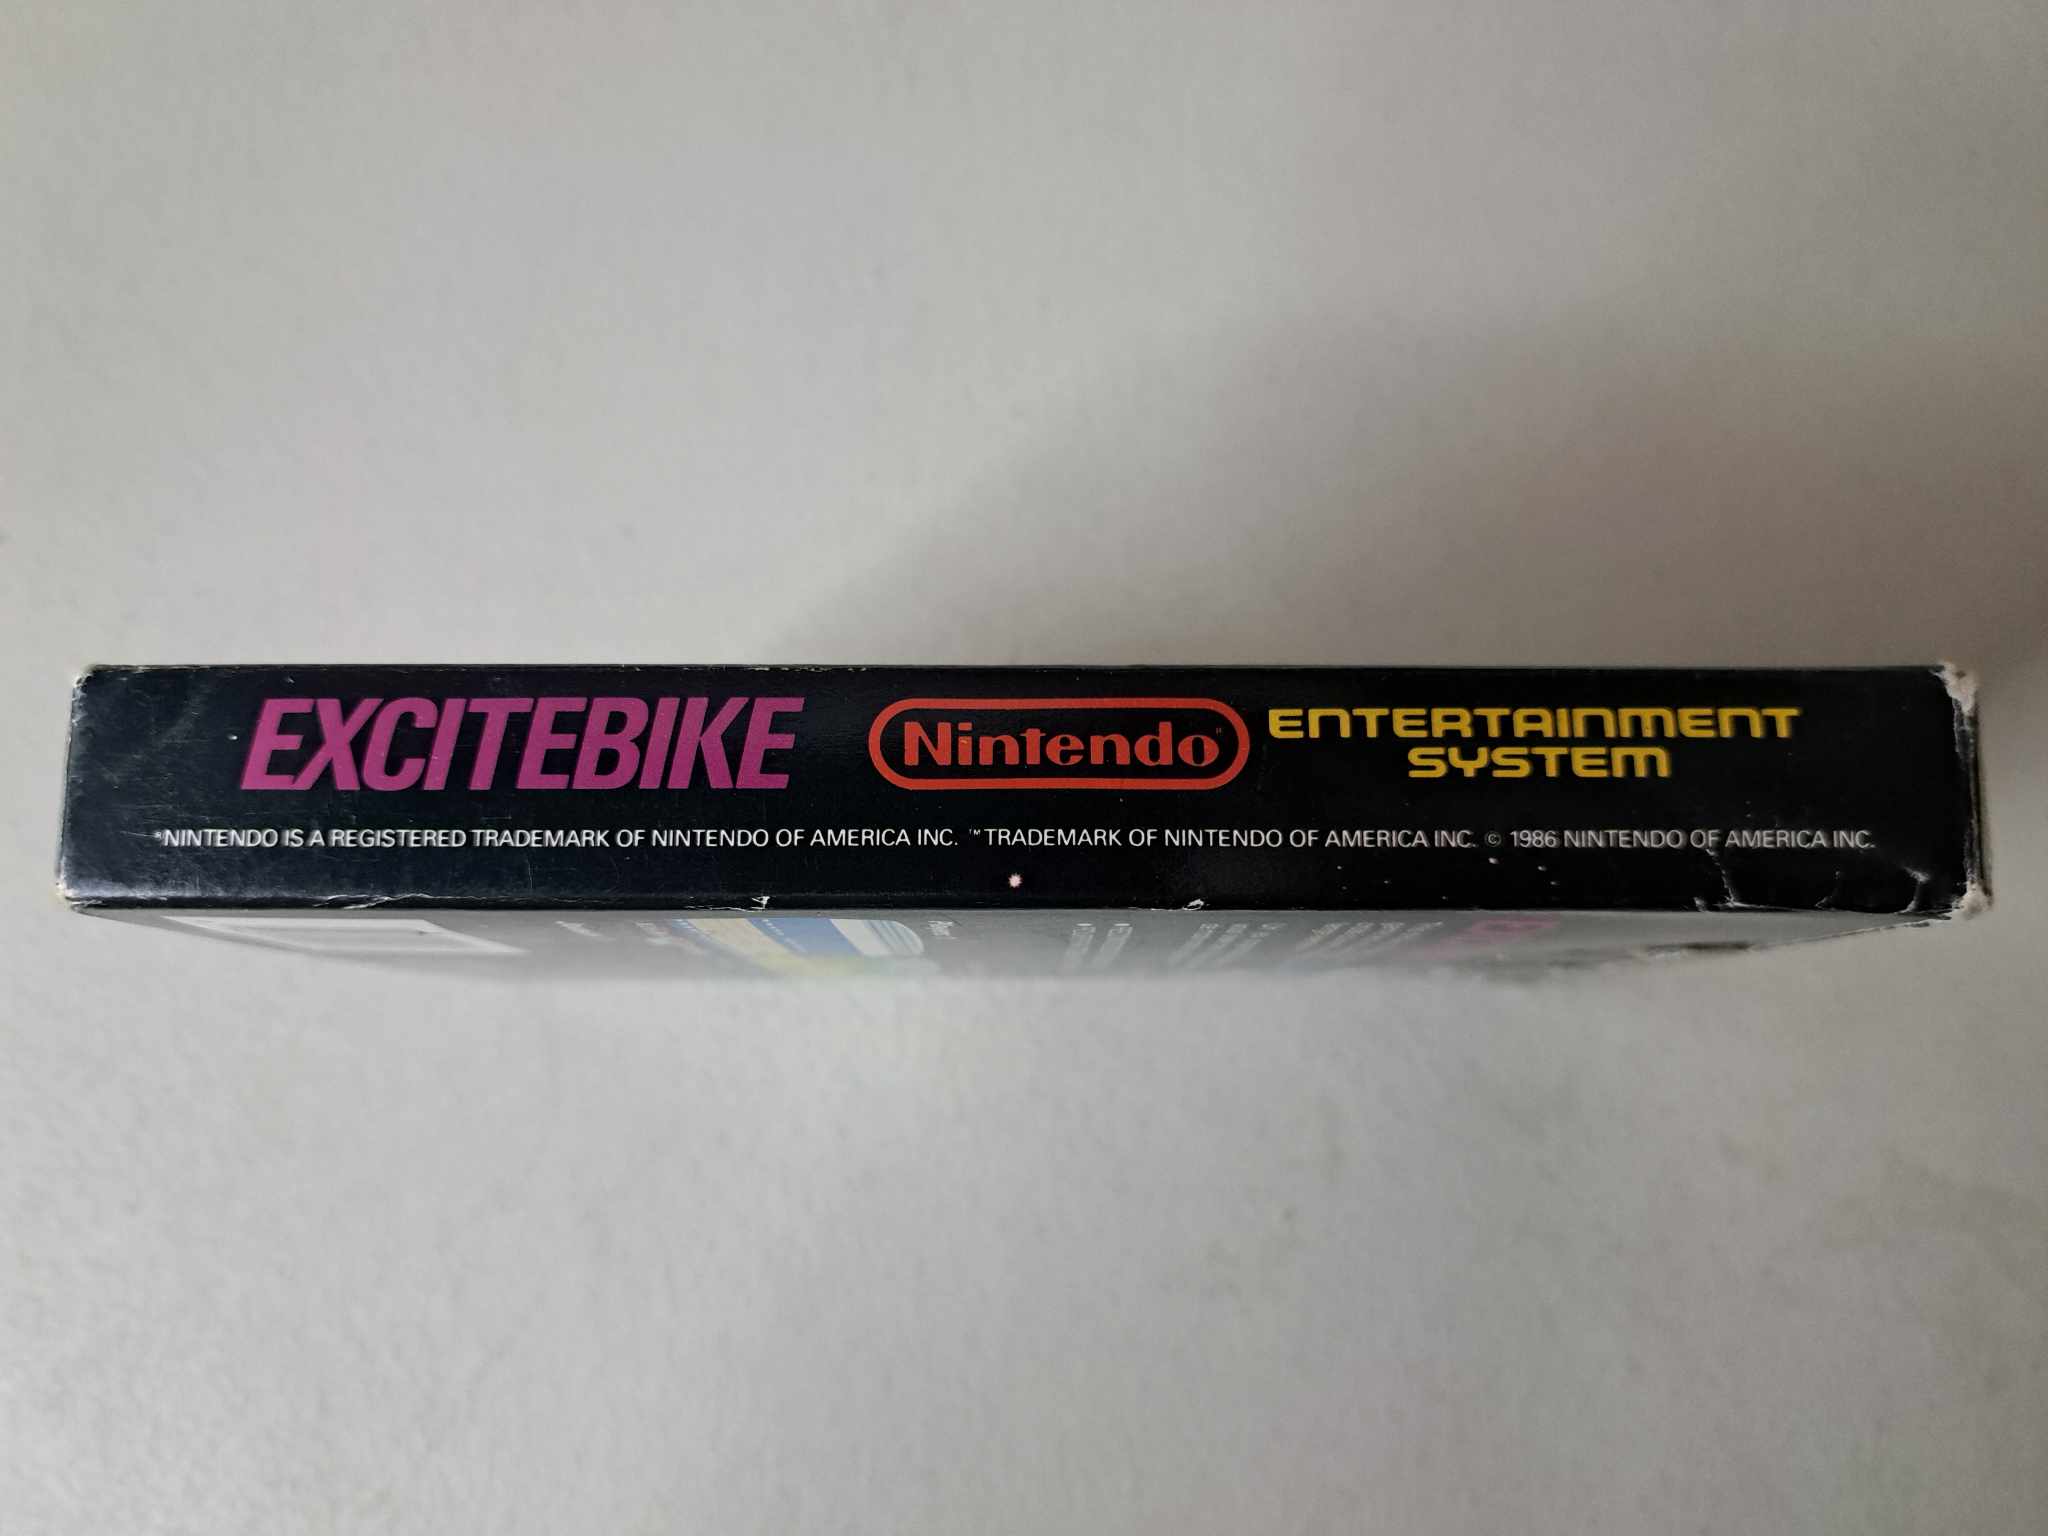 EXCITEBIKE
Nintendo®
ENTERTAINMENT
SYSTEM
®NINTENDO IS A REGISTERED TRADEMARK OF NINTENDO OF AMERICA INC. ™TRADEMARK OF NINTENDO OF AMERICA INC. © 1986 NINTENDO OF AMERICA INC.